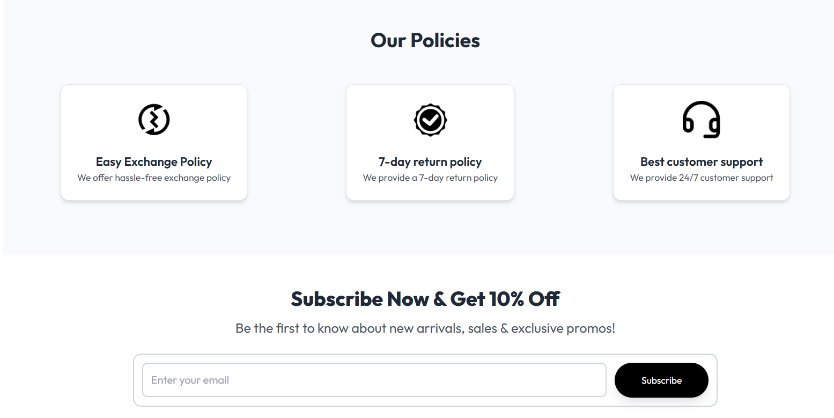 Our Policies
Easy Exchange Policy
We offer hassle-free exchange policy
7-day return policy
We provide a 7-day return policy
Best customer support
We provide 24/7 customer support
Subscribe Now & Get 10% Off
Be the first to know about new arrivals, sales & exclusive promos!
Enter your email
Subscribe